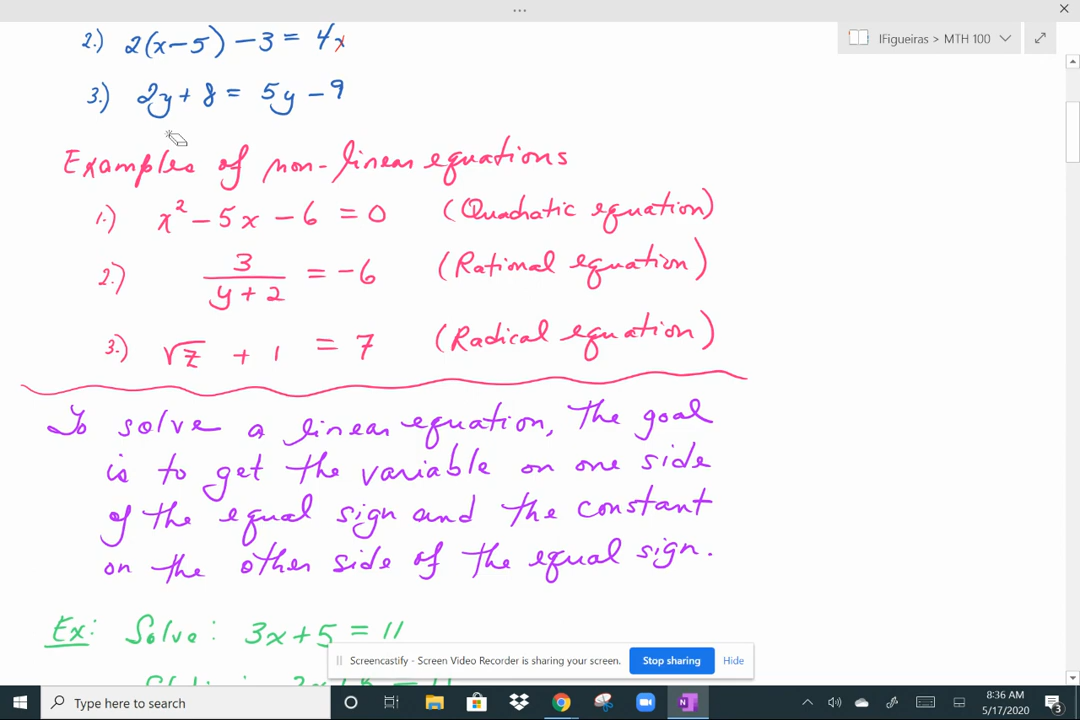 IFigueiras > MTH 100
2.) 2(x-5) -3 = 4x
3.) 2y + 8 = 5y - 9
Examples of non-linear equations
1.) x² - 5x - 6 = 0 (Quadratic equation)
2.) 3/(y + 2) = -6 (Rational equation)
3.) √z + 1 = 7 (Radical equation)
To solve a linear equation, the goal
is to get the variable on one side
of the equal sign and the constant
on the other side of the equal sign.
Ex: Solve: 3x + 5 = 11
Screencastify - Screen Video Recorder is sharing your screen. Stop sharing Hide
Type here to search
8:36 AM
5/17/2020
3